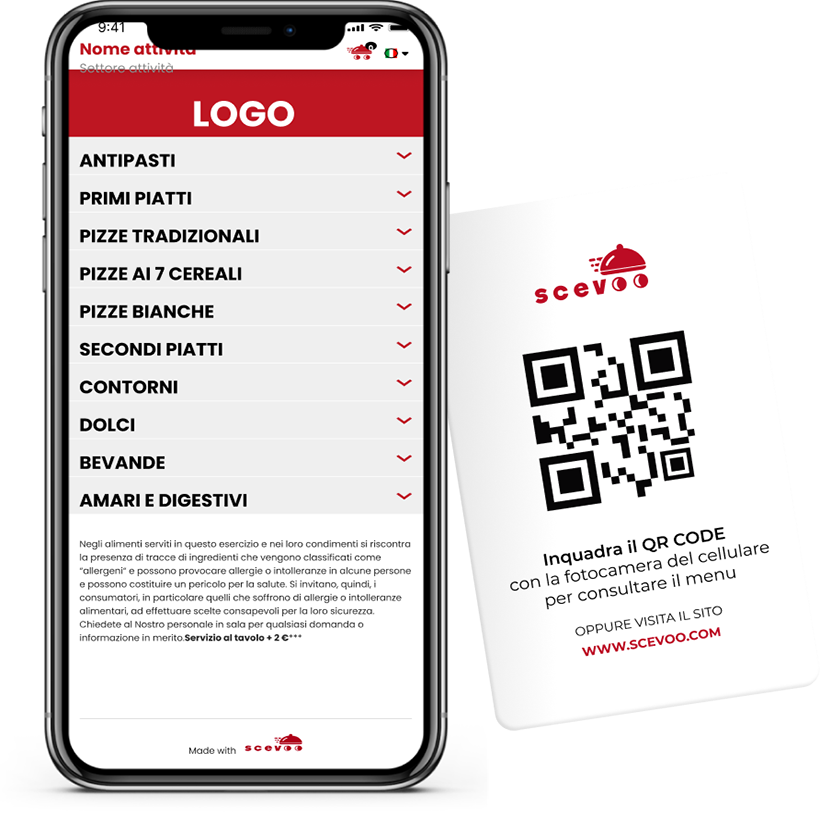 9:41
Nome attività
Settore attività
0
LOGO
ANTIPASTI
PRIMI PIATTI
PIZZE TRADIZIONALI
PIZZE AI 7 CEREALI
PIZZE BIANCHE
SECONDI PIATTI
CONTORNI
DOLCI
BEVANDE
AMARI E DIGESTIVI
Negli alimenti serviti in questo esercizio e nei loro condimenti si riscontra
la presenza di tracce di ingredienti che vengono classificati come
“allergeni” e possono provocare allergie o intolleranze in alcune persone
e possono costituire un pericolo per la salute. Si invitano, quindi, i
consumatori, in particolare quelli che soffrono di allergie o intolleranze
alimentari, ad effettuare scelte consapevoli per la loro sicurezza.
Chiedete al Nostro personale in sala per qualsiasi domanda o
informazione in merito.Servizio al tavolo + 2 €***
Made with scevoo
scevoo
Inquadra il QR CODE
con la fotocamera del cellulare
per consultare il menu
OPPURE VISITA IL SITO
WWW.SCEVOO.COM